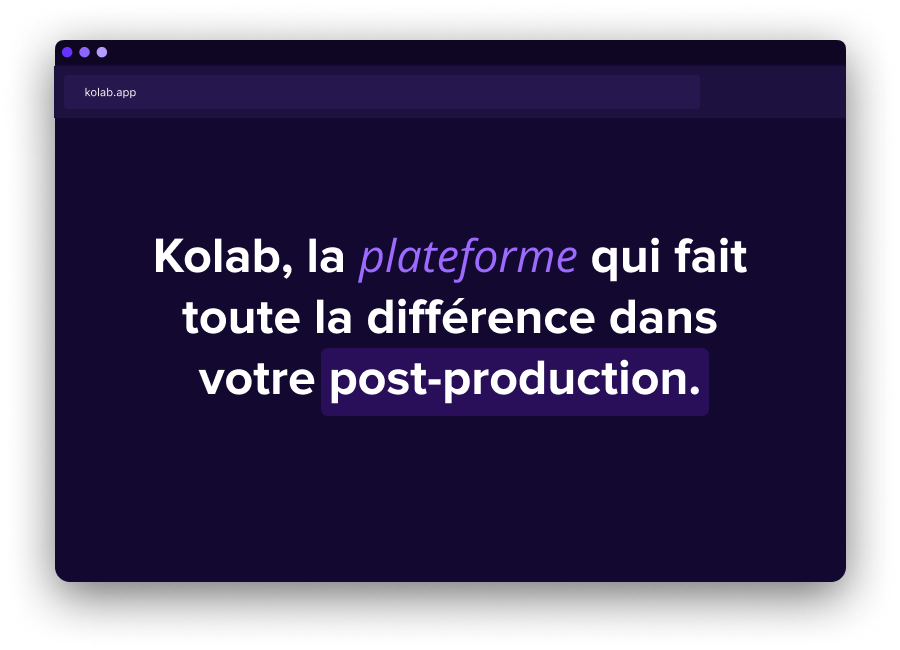 kolab.app
Kolab, la plateforme qui fait
toute la différence dans
votre post-production.